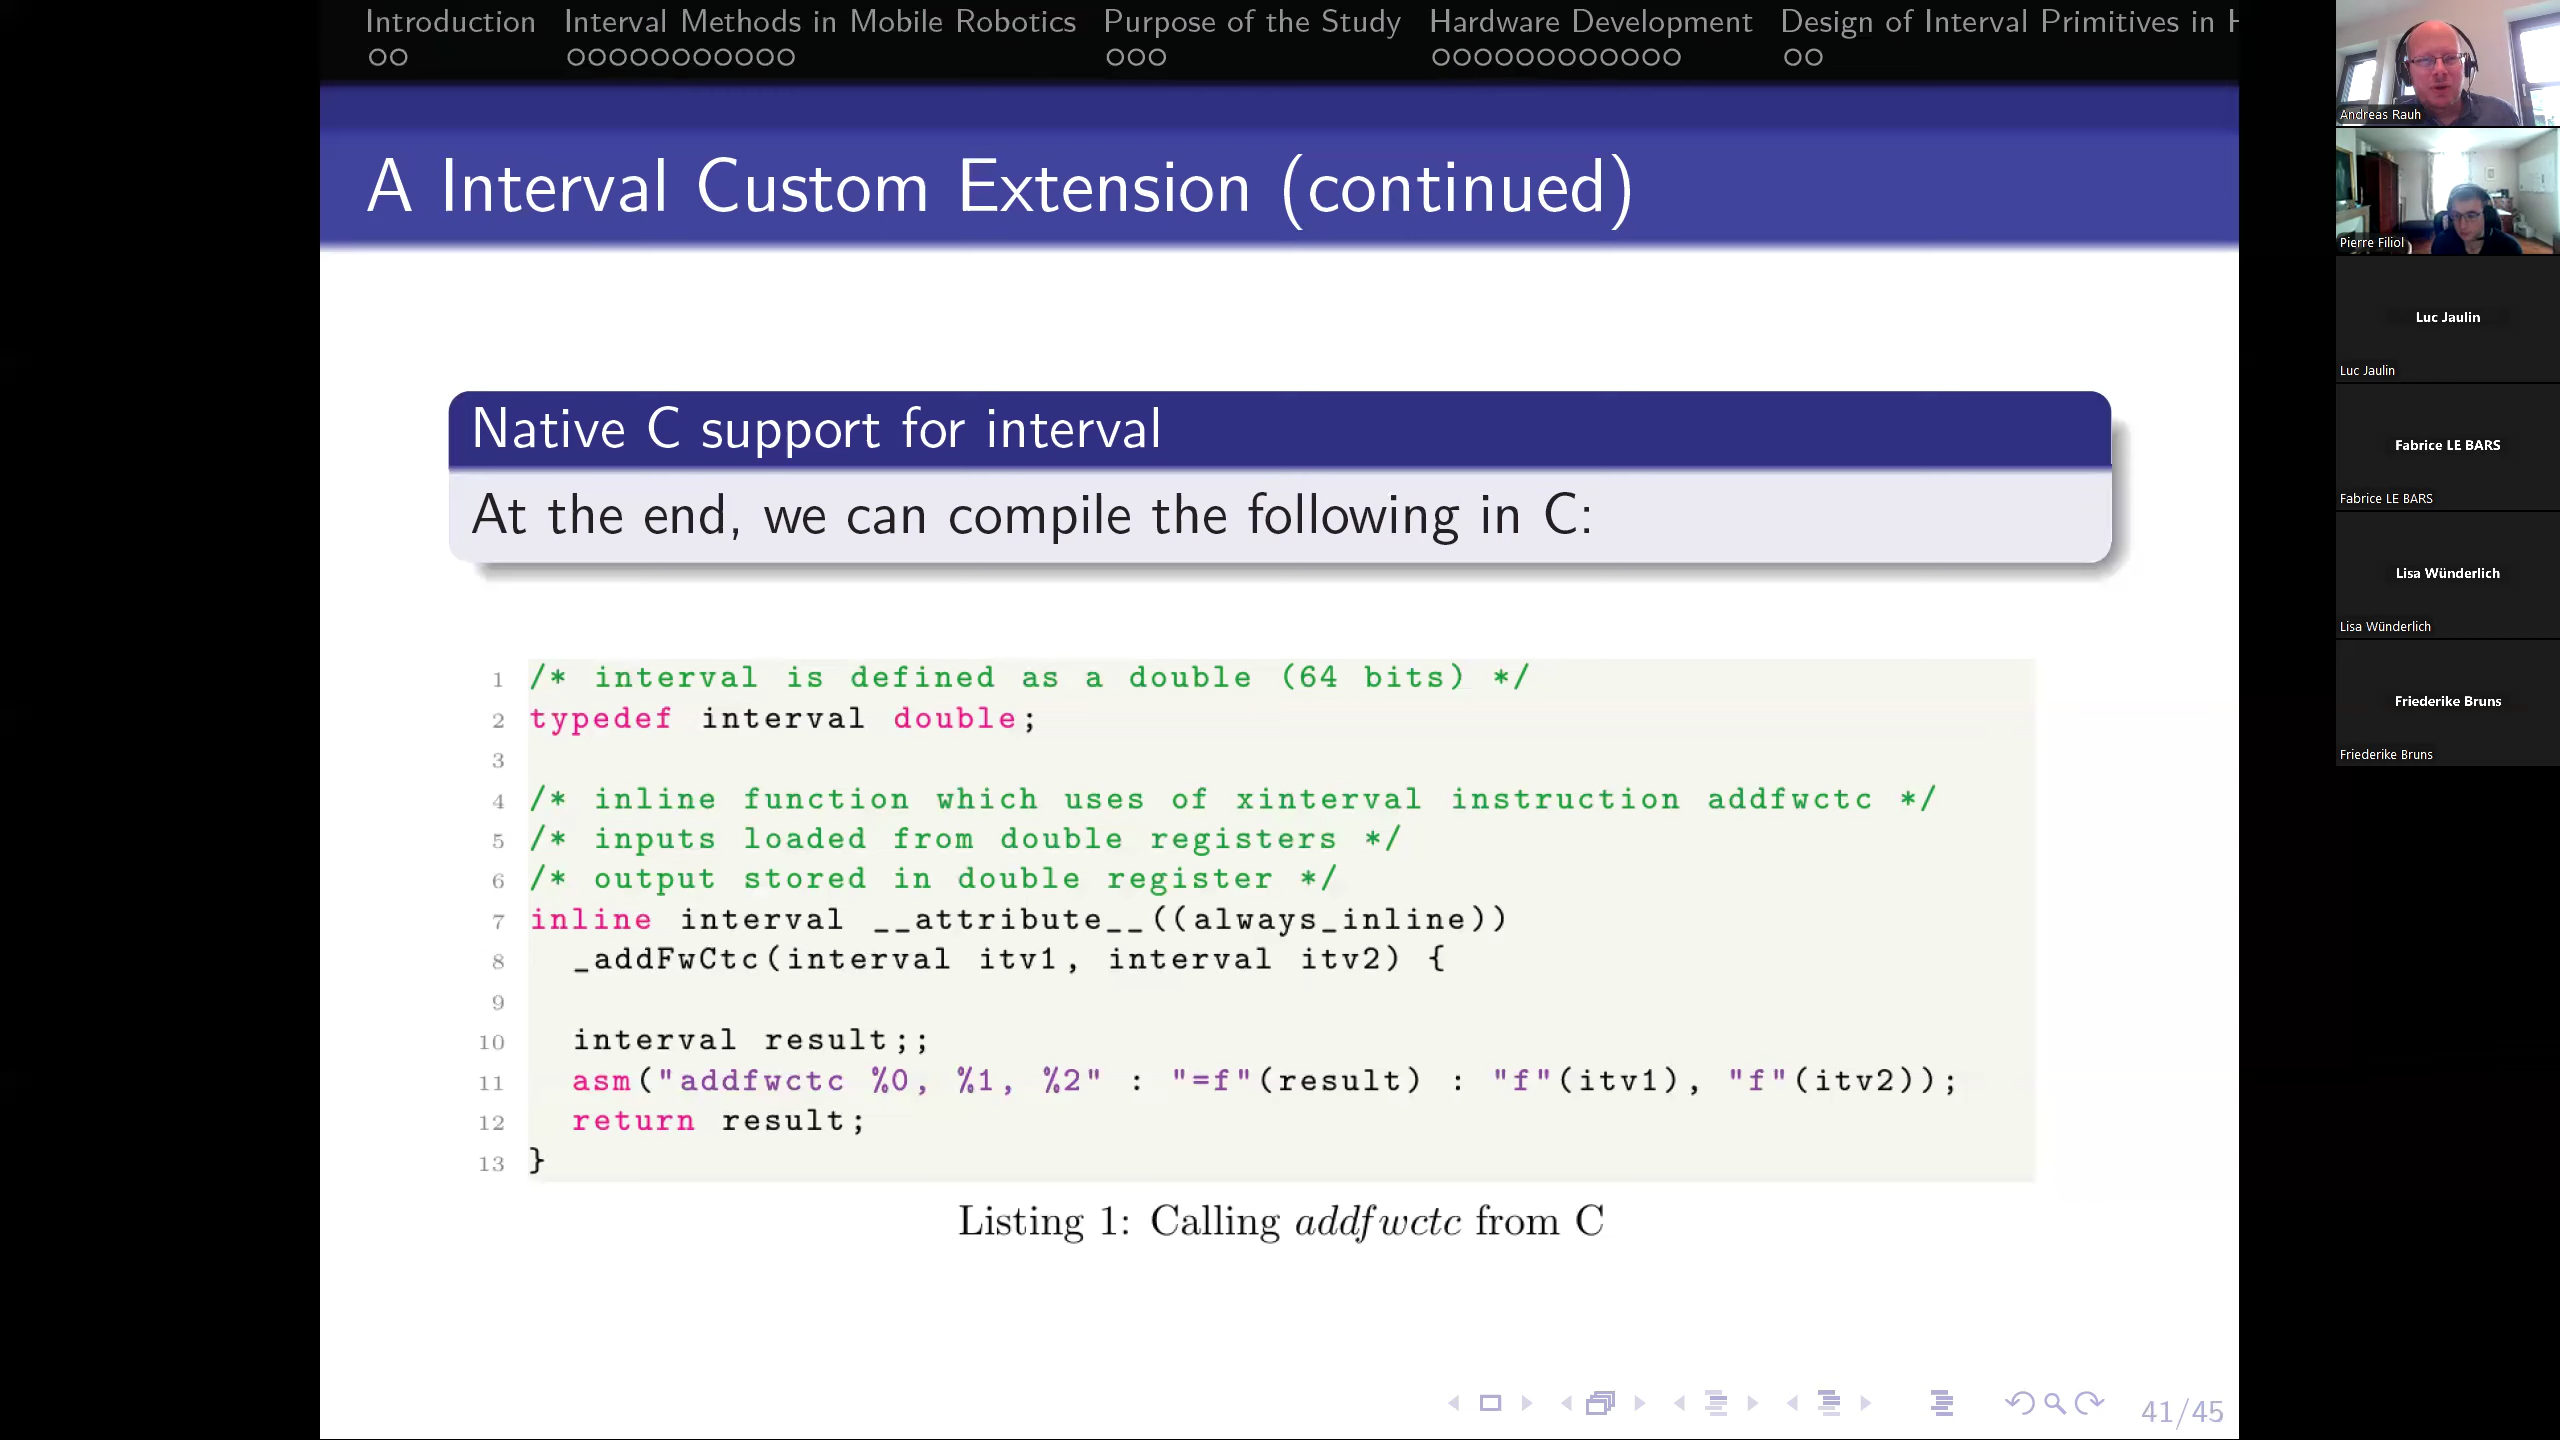 Introduction Interval Methods in Mobile Robotics Purpose of the Study Hardware Development Design of Interval Primitives in H
A Interval Custom Extension (continued)
Native C support for interval
At the end, we can compile the following in C:
1 /* interval is defined as a double (64 bits) */
2 typedef interval double;
3
4 /* inline function which uses of xinterval instruction addfwctc */
5 /* inputs loaded from double registers */
6 /* output stored in double register */
7 inline interval __attribute__((always_inline))
8 _addFwCtc(interval itv1, interval itv2) {
9
10 interval result;;
11 asm("addfwctc %0, %1, %2" : "=f"(result) : "f"(itv1), "f"(itv2));
12 return result;
13 }
Listing 1: Calling addfwctc from C
41/45
Andreas Rauh
Pierre Filiol
Luc Jaulin
Luc Jaulin
Fabrice LE BARS
Fabrice LE BARS
Lisa Wünderlich
Lisa Wünderlich
Friederike Bruns
Friederike Bruns